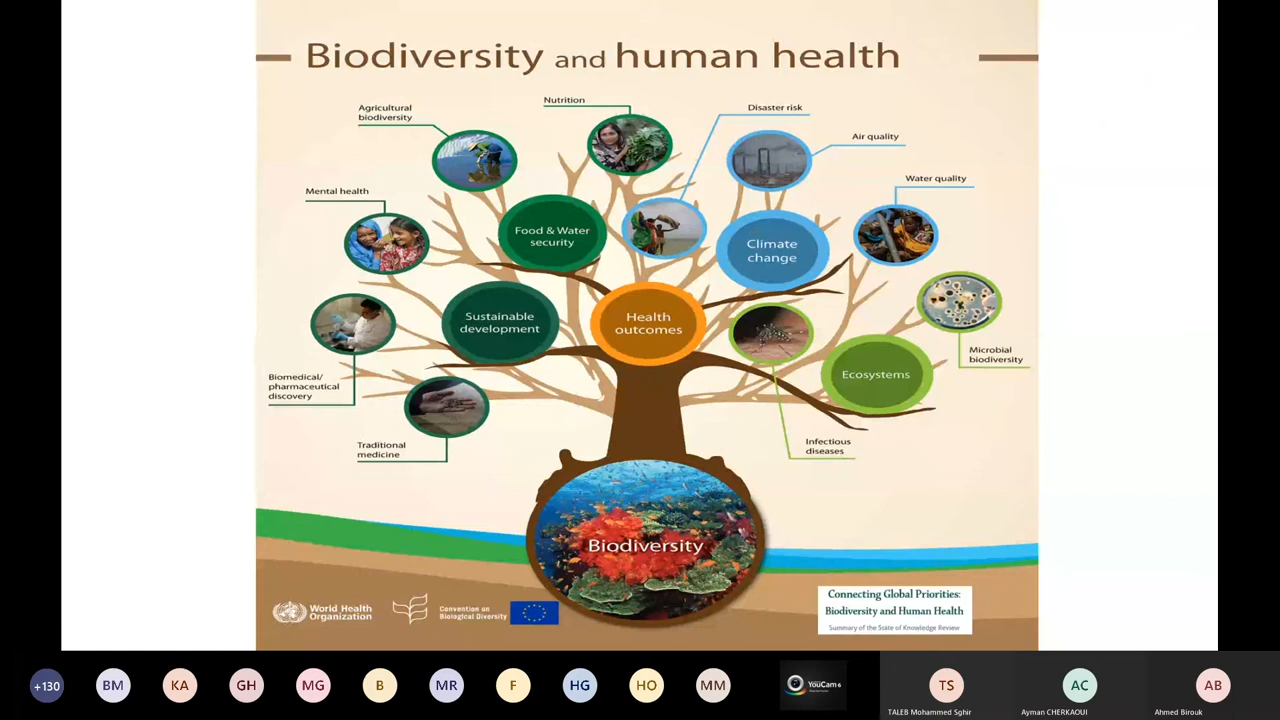 Biodiversity and human health
Agricultural
biodiversity
Nutrition
Disaster risk
Air quality
Mental health
Water quality
Food & Water
security
Climate
change
Sustainable
development
Health
outcomes
Ecosystems
Microbial
biodiversity
Biomedical/
pharmaceutical
discovery
Traditional
medicine
Infectious
diseases
Biodiversity
World Health
Organization
Convention on
Biological Diversity
Connecting Global Priorities:
Biodiversity and Human Health
Summary of the State of Knowledge Review
+130
BM
KA
GH
MG
B
MR
F
HG
HO
MM
YouCam 6
TS
AC
AB
TALEB Mohammed Sghir
Ayman CHERKAOUI
Ahmed Birouk